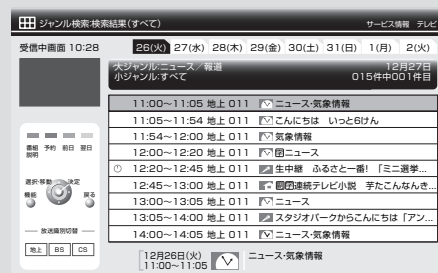 ジャンル検索:検索結果(すべて)
サービス情報 テレビ
受信中画面 10:28
26(火) 27(水) 28(木) 29(金) 30(土) 31(日) 1(月) 2(火)
大ジャンル:ニュース／報道 12月27日
小ジャンル:すべて 015件中001件目
11:00〜11:05 地上 011 ニュース・気象情報
11:05〜11:54 地上 011 こんにちは いっと6けん
11:54〜12:00 地上 011 気象情報
12:00〜12:20 地上 011 字ニュース
12:20〜12:45 地上 011 生中継 ふるさと一番! 「ミニ選挙...
12:45〜13:00 地上 011 連続テレビ小説 芋たこなんき...
13:00〜13:05 地上 011 ニュース
13:05〜14:00 地上 011 スタジオパークからこんにちは「アン...
14:00〜14:05 地上 011 ニュース・気象情報
番組説明 予約 前日 翌日
選択・移動 決定
機能 戻る
放送識別切替
地上 BS CS
12月26日(火)
11:00〜11:05 ニュース・気象情報